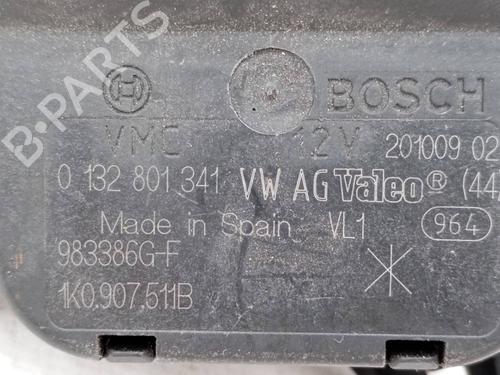 B-PARTS
BOSCH
VMC 12V 201009 02
0 132 801 341 VW AG Valeo® (44
Made in Spain VL1 964
983386G-F
1K0.907.511B